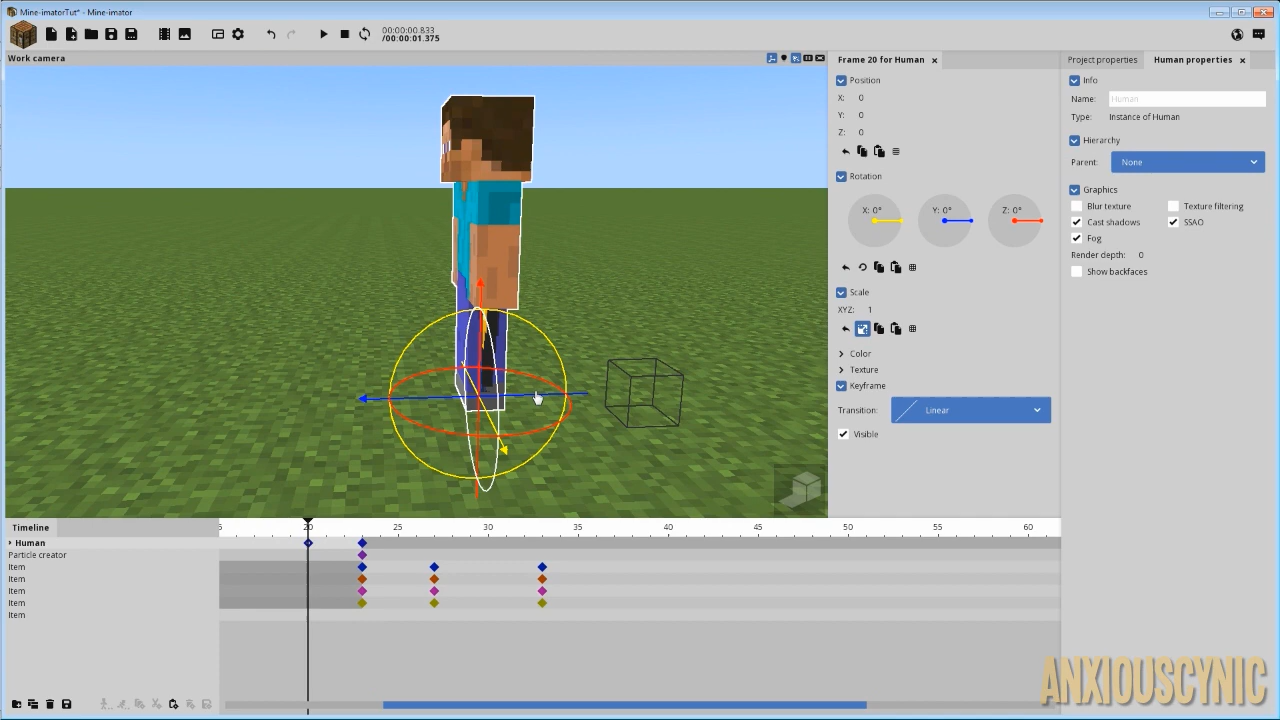 Mine-imatorTut* - Mine-imator
00:00:00.833
/00:00:01.375
Work camera
Frame 20 for Human
Position
X: 0
Y: 0
Z: 0
Rotation
X: 0° Y: 0° Z: 0°
Scale
XYZ: 1
Color
Texture
Keyframe
Transition: Linear
Visible
Project properties Human properties
Info
Name: Human
Type: Instance of Human
Hierarchy
Parent: None
Graphics
Blur texture Texture filtering
Cast shadows SSAO
Fog
Render depth: 0
Show backfaces
Timeline
5 20 25 30 35 40 45 50 55 60
Human
Particle creator
Item
Item
Item
Item
Item
ANXIOUSCYNIC